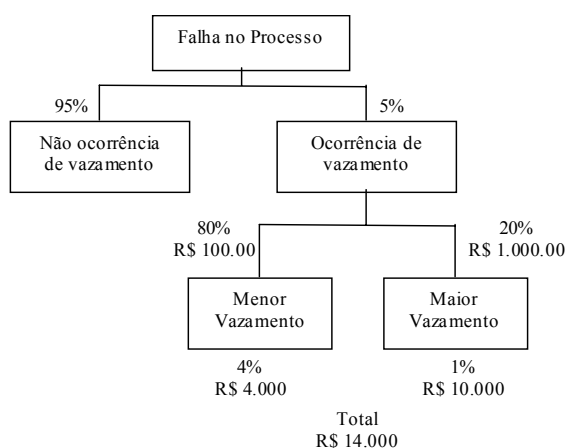 Falha no Processo
95%
5%
Não ocorrência
de vazamento
Ocorrência de
vazamento
80%
R$ 100.00
20%
R$ 1.000.00
Menor
Vazamento
Maior
Vazamento
4%
R$ 4.000
1%
R$ 10.000
Total
R$ 14.000